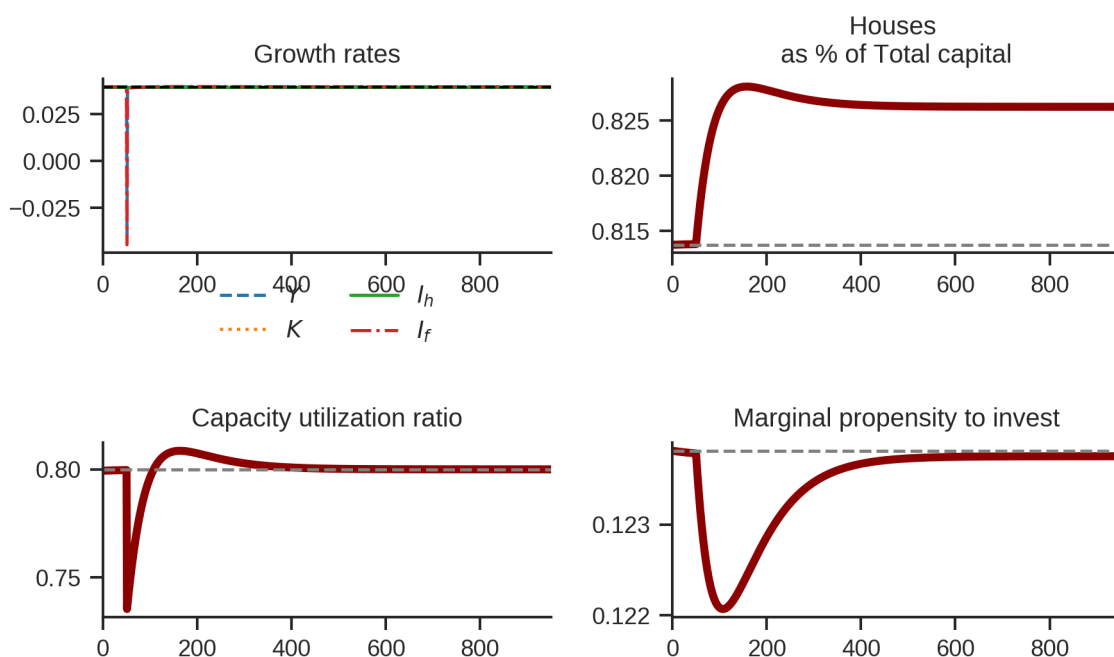 Growth rates
0.025
0.000
−0.025
0 200 400 600 800
Y I_h
K I_f
Houses
as % of Total capital
0.825
0.820
0.815
0 200 400 600 800
Capacity utilization ratio
0.80
0.75
0 200 400 600 800
Marginal propensity to invest
0.123
0.122
0 200 400 600 800